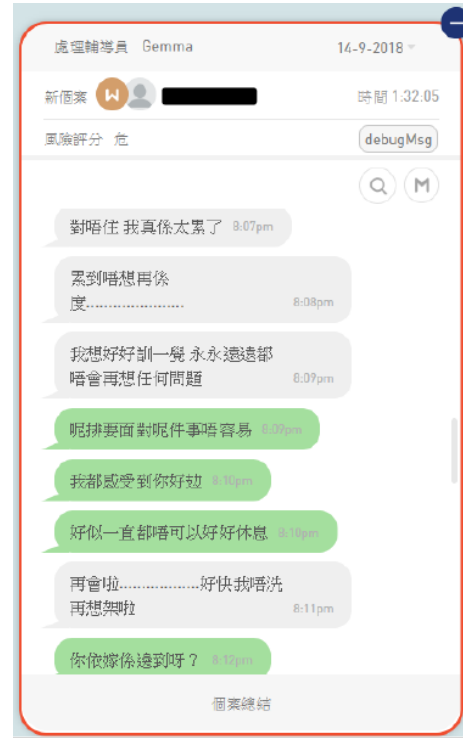 處理輔導員 Gemma 14-9-2018
新個案 W 時間 1:32:05
風險評分 危
debugMsg
M
對唔住 我真係太累了 8:07pm
累到唔想再係
度..................... 8:08pm
我想好好訓一覺 永永遠遠都
唔會再想任何問題 8:09pm
呢排要面對呢件事唔容易 8:09pm
我都感受到你好攰 8:10pm
好似一直都唔可以好好休息 8:10pm
再會啦.................好快我唔洗
再想架啦 8:11pm
你依嫁係邊到呀？ 8:12pm
個案總結